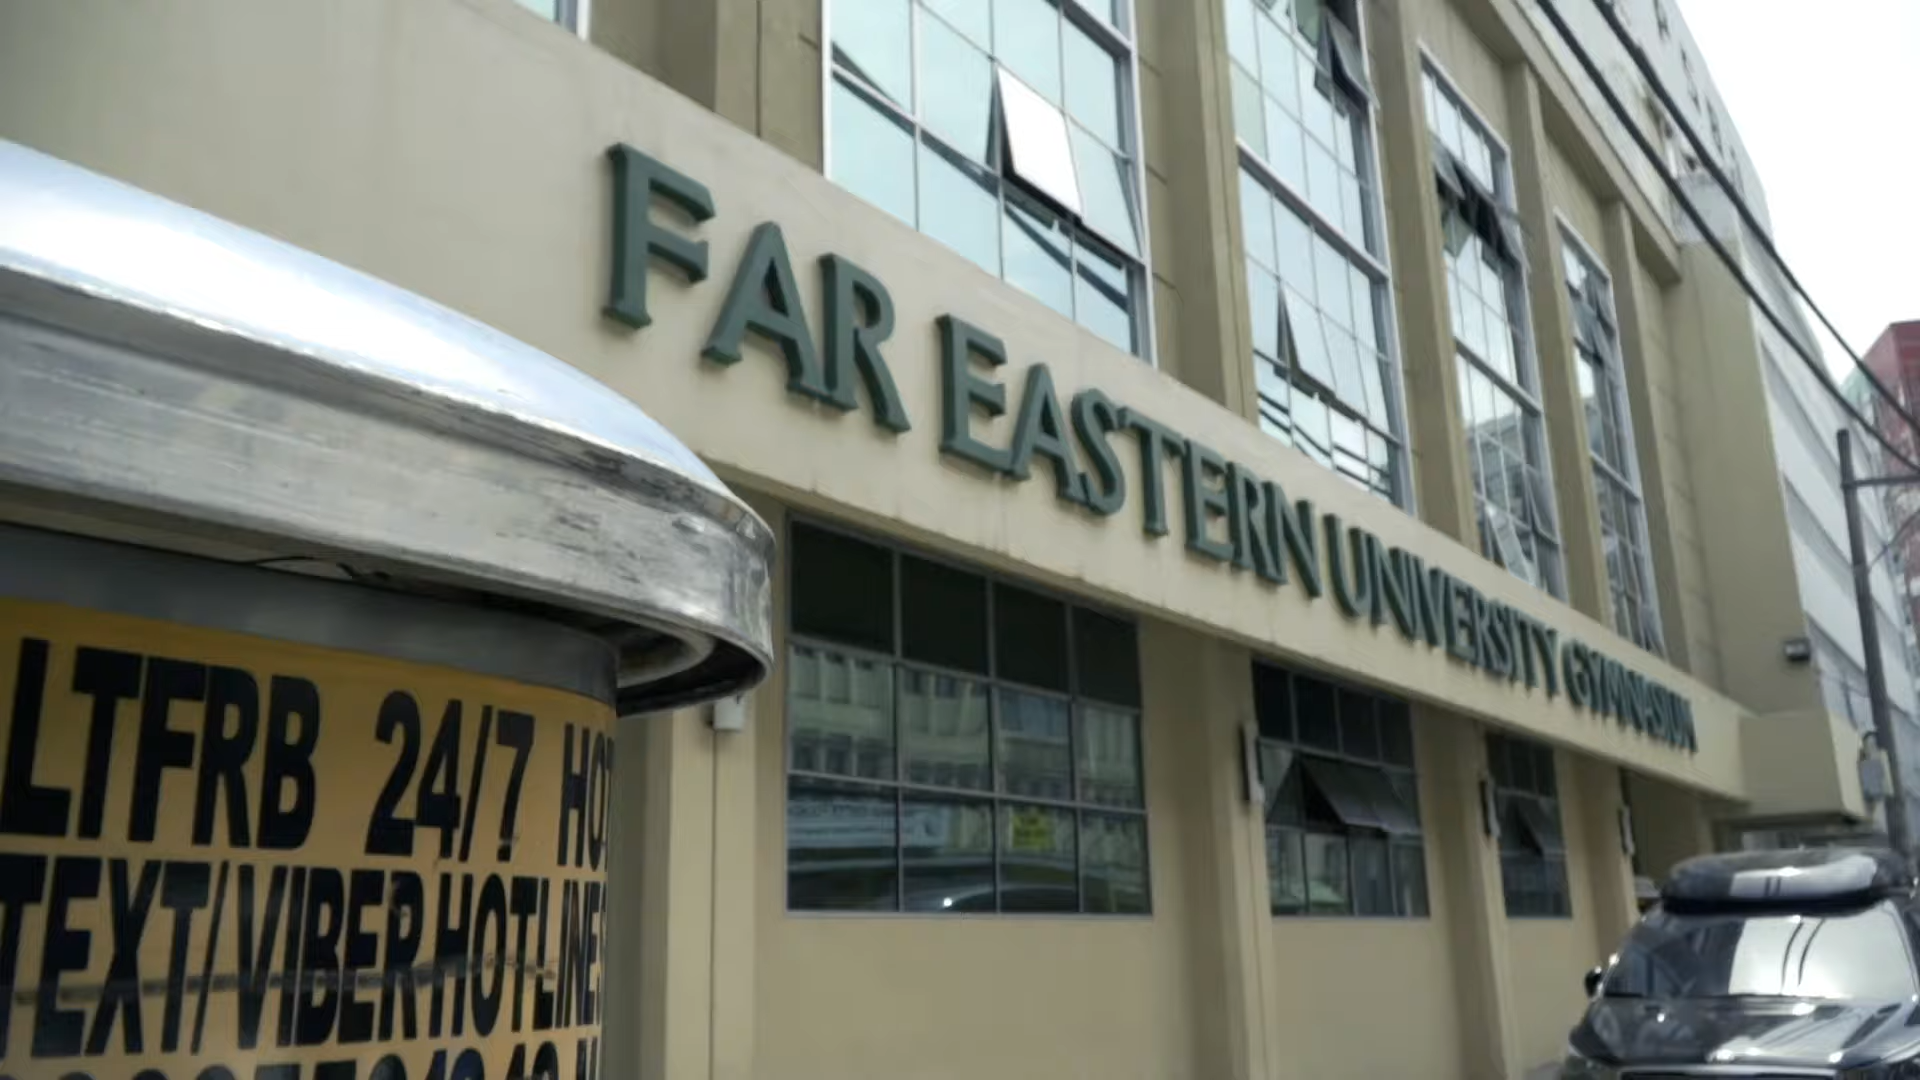 FAR EASTERN UNIVERSITY GYMNASIUM
LTFRB 24/7
TEXT/VIBER HOTLINE